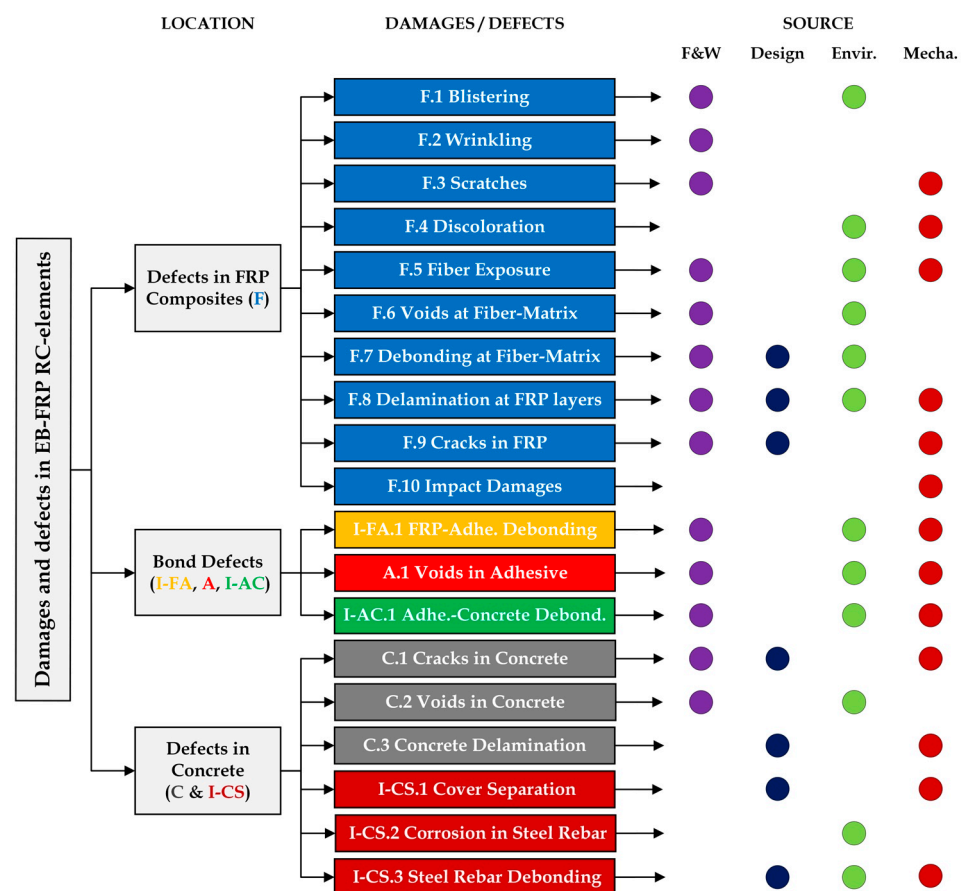 LOCATION
DAMAGES / DEFECTS
SOURCE
F&W
Design
Envir.
Mecha.
Damages and defects in EB-FRP RC-elements
Defects in FRP
Composites (F)
F.1 Blistering
F.2 Wrinkling
F.3 Scratches
F.4 Discoloration
F.5 Fiber Exposure
F.6 Voids at Fiber-Matrix
F.7 Debonding at Fiber-Matrix
F.8 Delamination at FRP layers
F.9 Cracks in FRP
F.10 Impact Damages
Bond Defects
(I-FA, A, I-AC)
I-FA.1 FRP-Adhe. Debonding
A.1 Voids in Adhesive
I-AC.1 Adhe.-Concrete Debond.
Defects in
Concrete
(C & I-CS)
C.1 Cracks in Concrete
C.2 Voids in Concrete
C.3 Concrete Delamination
I-CS.1 Cover Separation
I-CS.2 Corrosion in Steel Rebar
I-CS.3 Steel Rebar Debonding